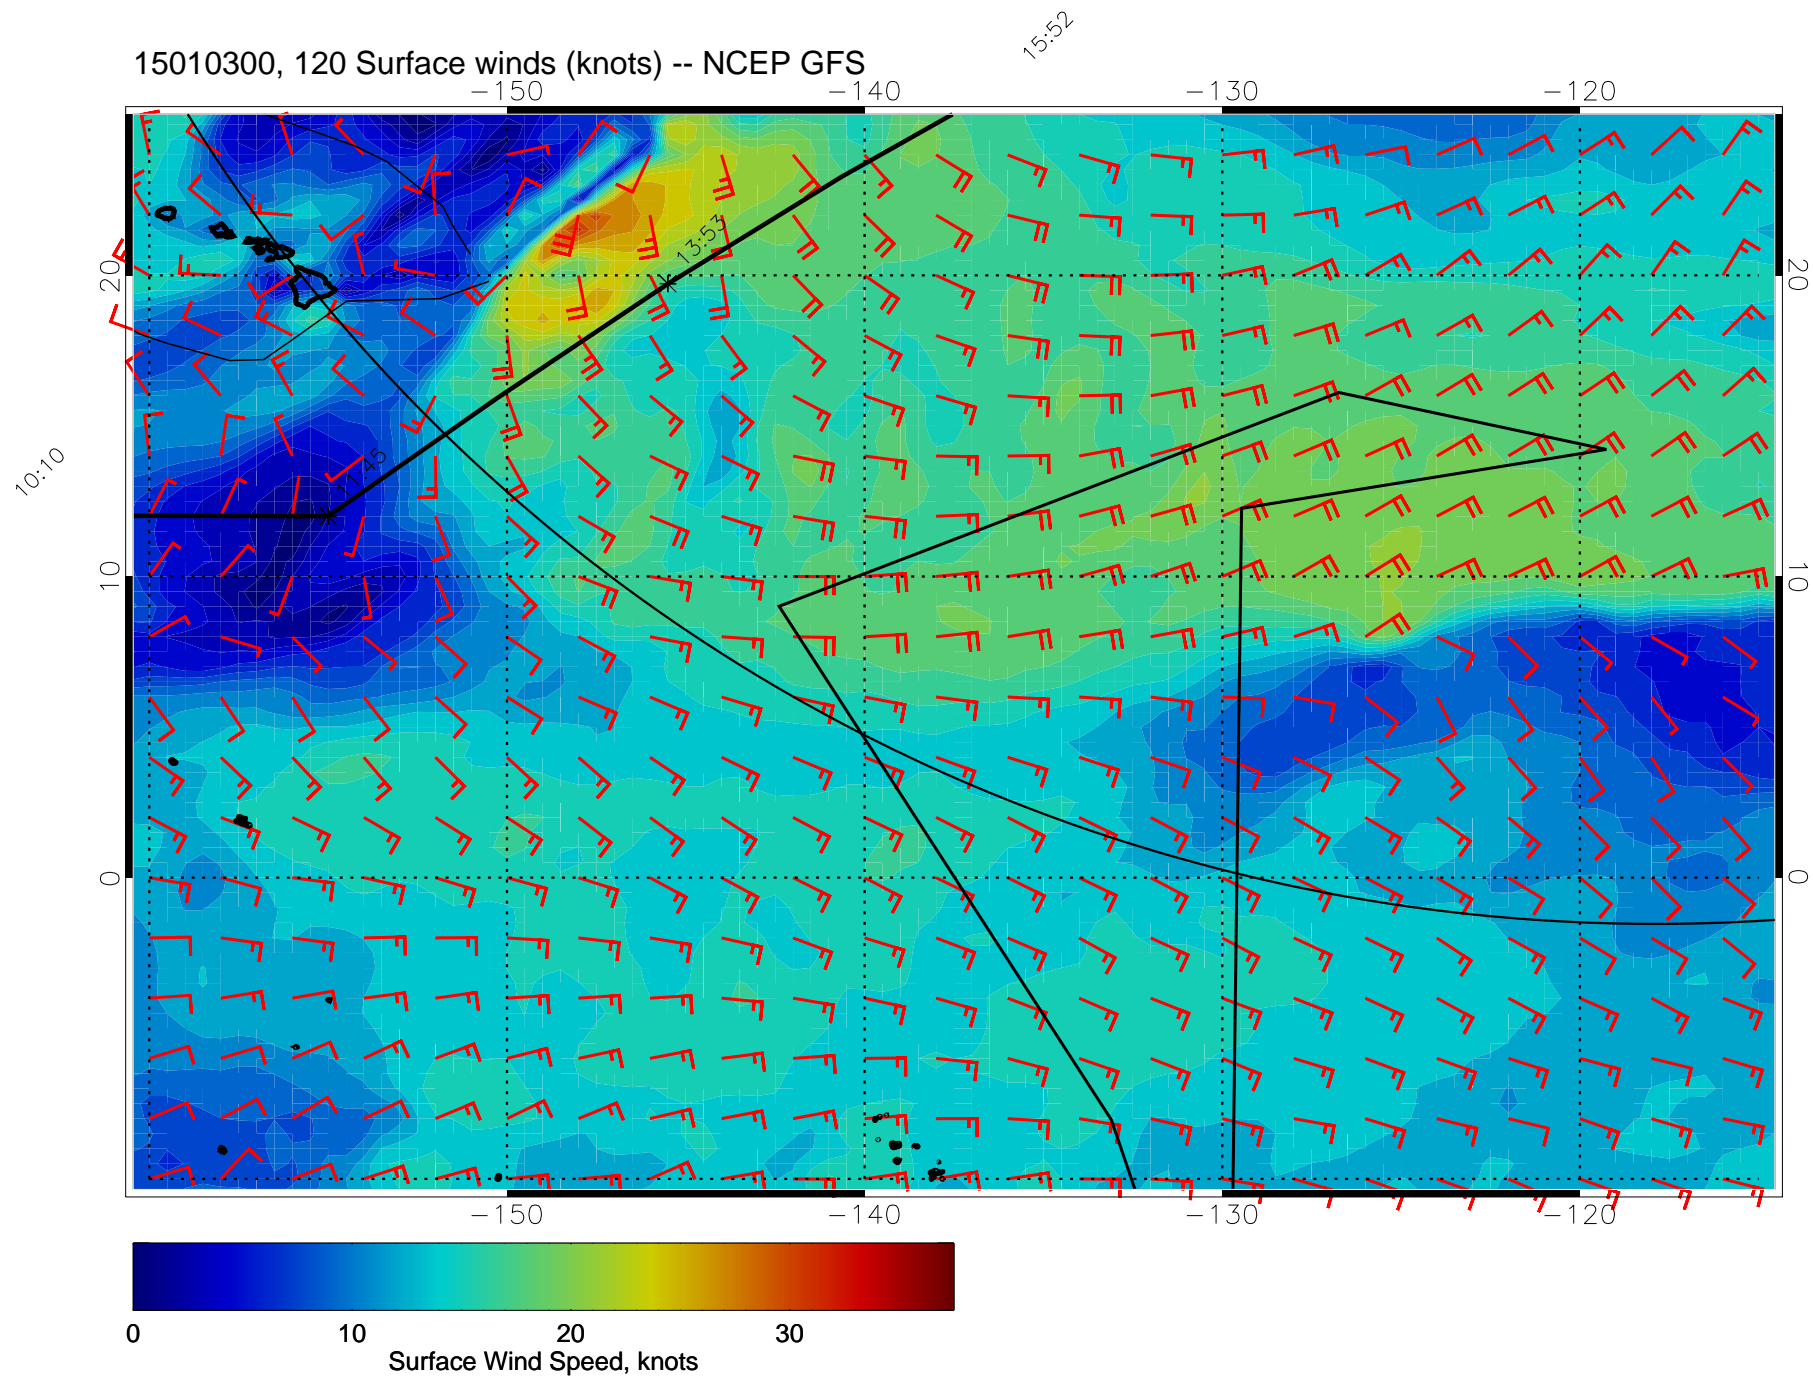 15:52
15010300, 120 Surface winds (knots) -- NCEP GFS
-150 -140 -130 -120
13:53
20 20
11:45
10:10
10 10
0 0
-150 -140 -130 -120
0 10 20 30
Surface Wind Speed, knots